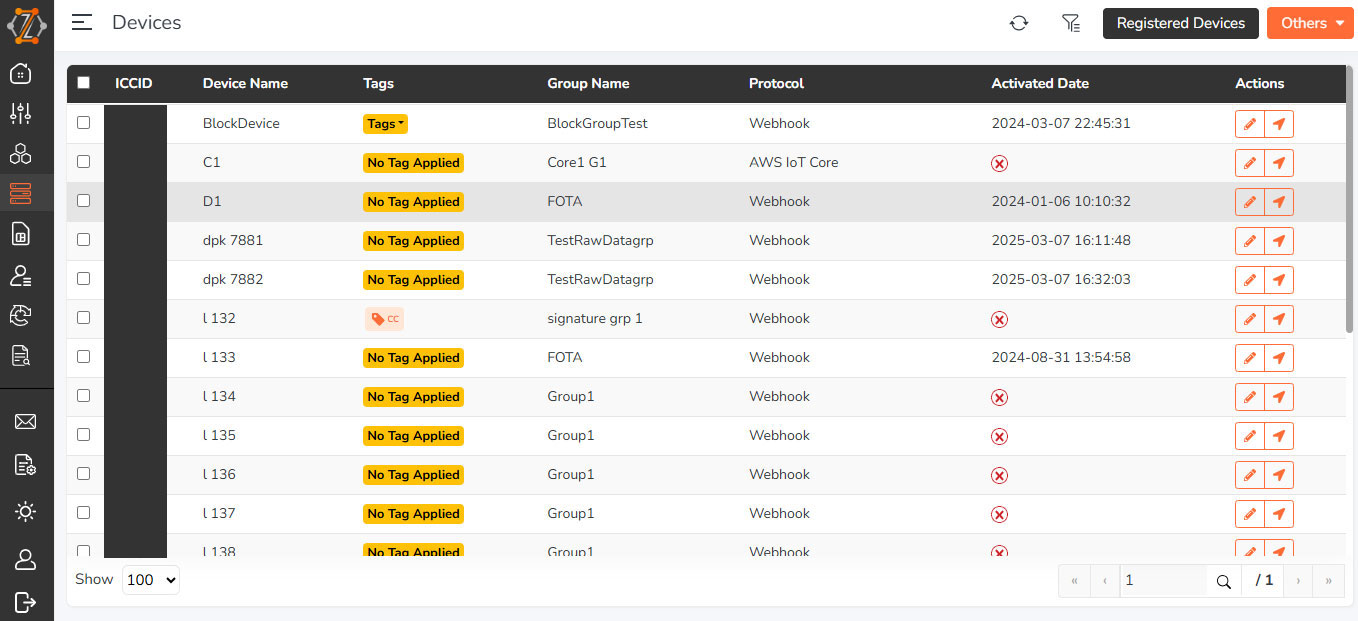 Devices
Registered Devices
Others
ICCID Device Name Tags Group Name Protocol Activated Date Actions
BlockDevice Tags BlockGroupTest Webhook 2024-03-07 22:45:31
C1 No Tag Applied Core1 G1 AWS IoT Core
D1 No Tag Applied FOTA Webhook 2024-01-06 10:10:32
dpk 7881 No Tag Applied TestRawDatagrp Webhook 2025-03-07 16:11:48
dpk 7882 No Tag Applied TestRawDatagrp Webhook 2025-03-07 16:32:03
l 132 CC signature grp 1 Webhook
l 133 No Tag Applied FOTA Webhook 2024-08-31 13:54:58
l 134 No Tag Applied Group1 Webhook
l 135 No Tag Applied Group1 Webhook
l 136 No Tag Applied Group1 Webhook
l 137 No Tag Applied Group1 Webhook
l 138 No Tag Applied Group1 Webhook
Show 100 « ‹ 1 / 1 › »